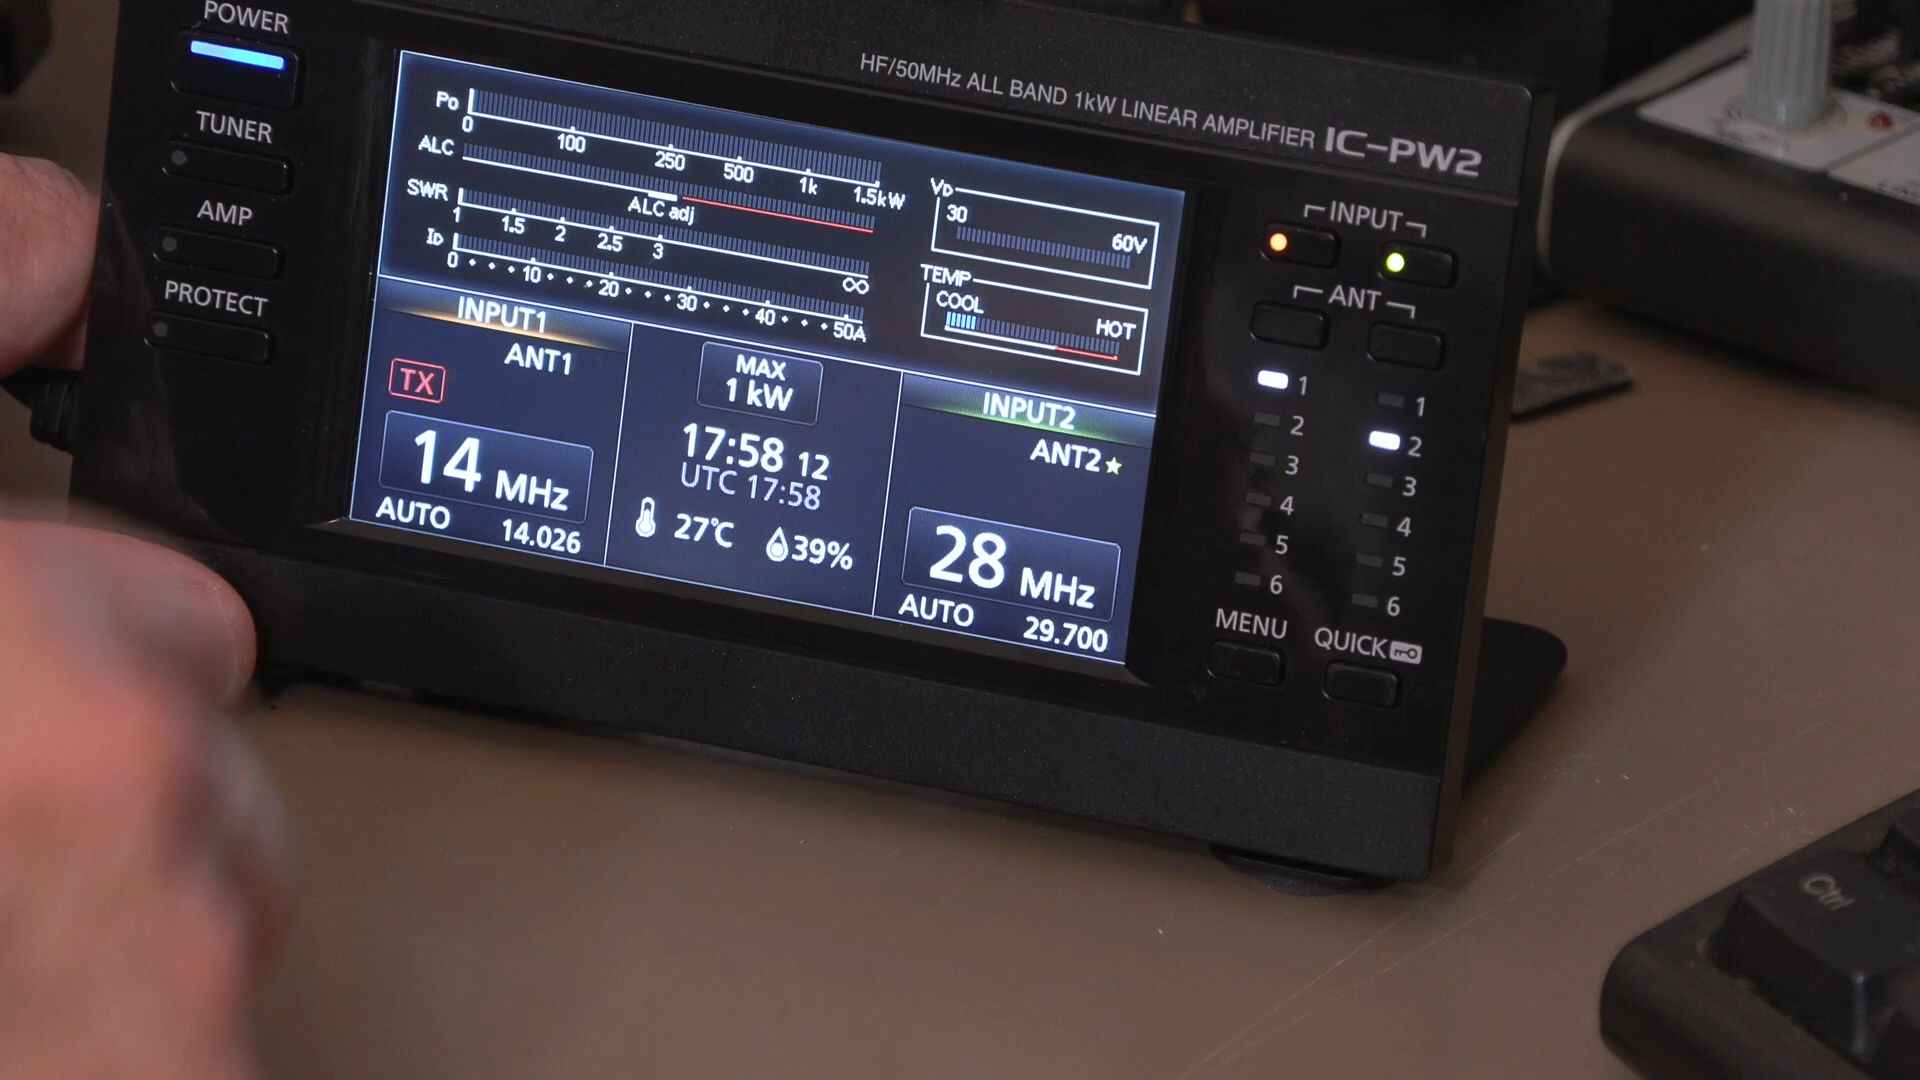 POWER
TUNER
AMP
PROTECT
HF/50MHz ALL BAND 1kW LINEAR AMPLIFIER IC-PW2
Po
0 100 250 500 1k 1.5kW
ALC
ALC adj
SWR
1 1.5 2 2.5 3 ∞
ID
0 10 20 30 40 50A
VD
30 60V
TEMP
COOL HOT
INPUT1
ANT1
TX
14 MHz
AUTO 14.026
MAX
1 kW
17:58 12
UTC 17:58
27℃ 39%
INPUT2
ANT2★
28 MHz
AUTO 29.700
INPUT
ANT
1 1
2 2
3 3
4 4
5 5
6 6
MENU QUICK
Ctrl